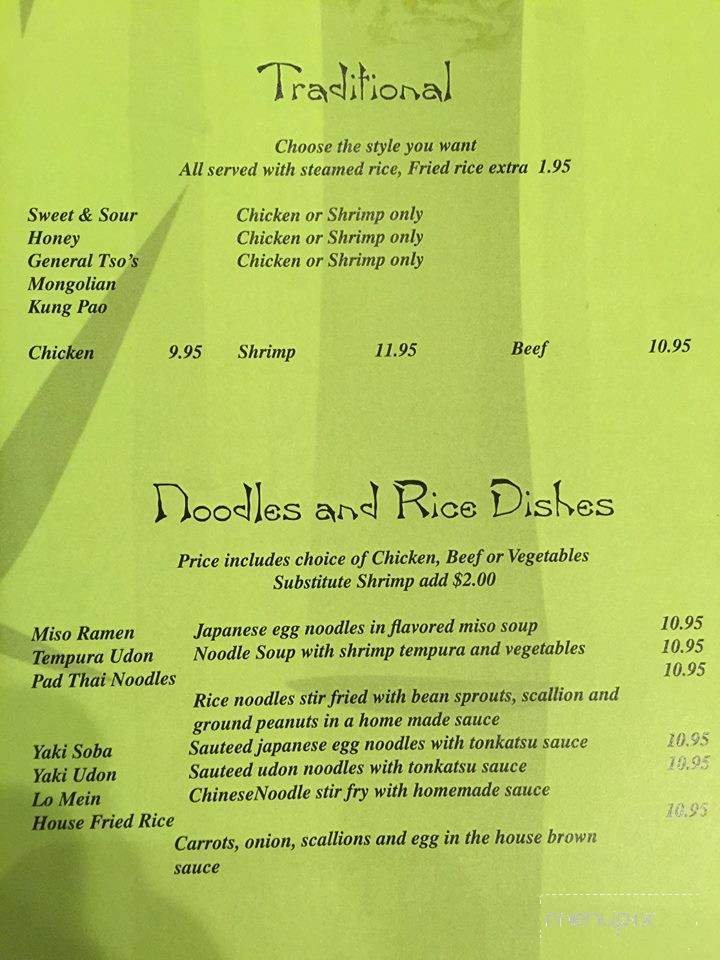 Traditional
Choose the style you want
All served with steamed rice, Fried rice extra 1.95
Sweet & Sour Chicken or Shrimp only
Honey Chicken or Shrimp only
General Tso's Chicken or Shrimp only
Mongolian
Kung Pao
Chicken 9.95 Shrimp 11.95 Beef 10.95
Noodles and Rice Dishes
Price includes choice of Chicken, Beef or Vegetables
Substitute Shrimp add $2.00
Miso Ramen Japanese egg noodles in flavored miso soup 10.95
Tempura Udon Noodle Soup with shrimp tempura and vegetables 10.95
Pad Thai Noodles 10.95
Rice noodles stir fried with bean sprouts, scallion and
ground peanuts in a home made sauce
Yaki Soba Sauteed japanese egg noodles with tonkatsu sauce 10.95
Yaki Udon Sauteed udon noodles with tonkatsu sauce 10.95
Lo Mein ChineseNoodle stir fry with homemade sauce
House Fried Rice 10.95
Carrots, onion, scallions and egg in the house brown
sauce
menupix